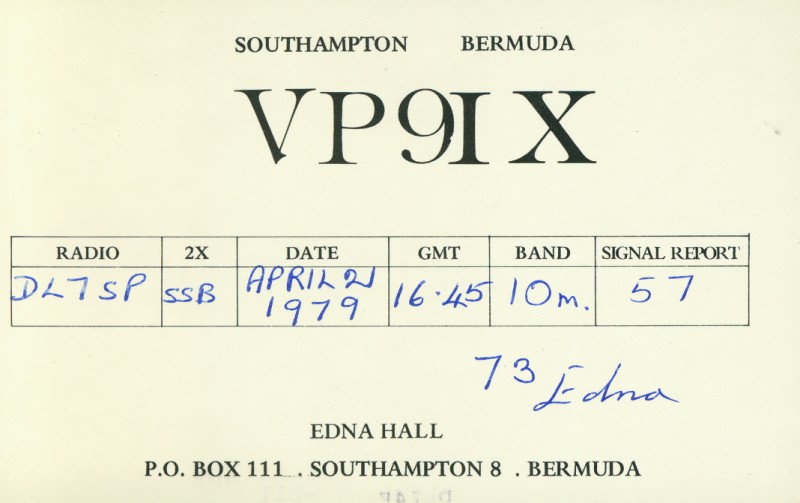 SOUTHAMPTON BERMUDA
VP9IX
RADIO 2X DATE GMT BAND SIGNAL REPORT
DL7SP SSB APRIL 21 1979 16.45 10m. 57
73 Edna
EDNA HALL
P.O. BOX 111 . SOUTHAMPTON 8 . BERMUDA